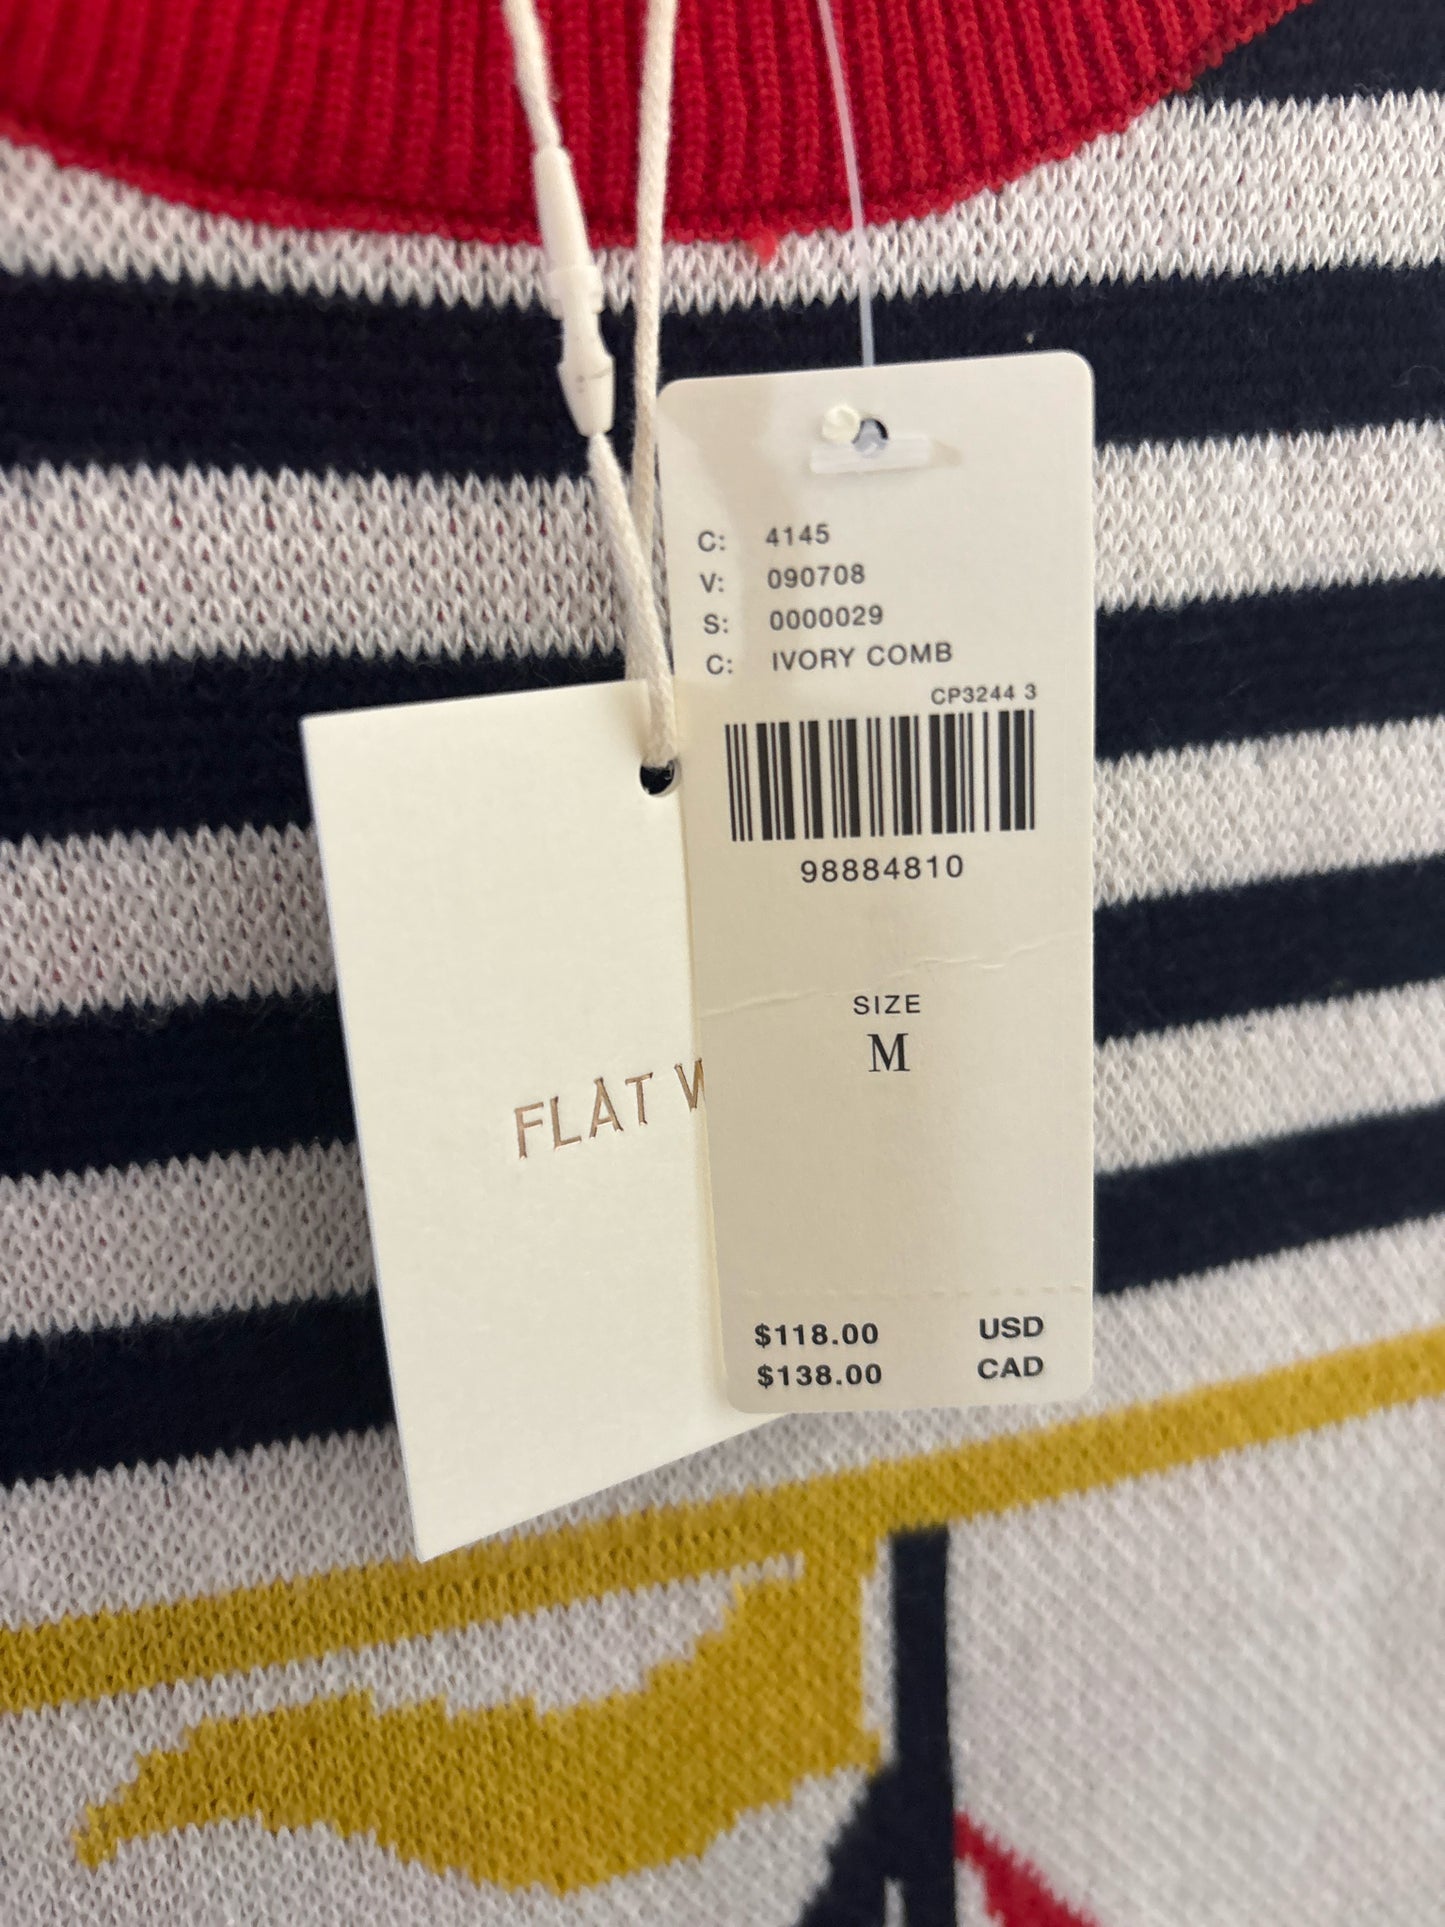 C: 4145
V: 090708
S: 0000029
C: IVORY COMB
CP3244 3
98884810
SIZE
M
$118.00 USD
$138.00 CAD
FLAT